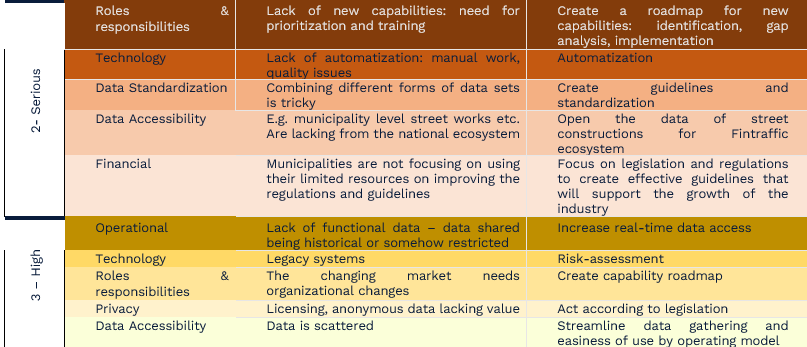 Roles & responsibilities
Lack of new capabilities: need for
prioritization and training
Create a roadmap for new
capabilities: identification, gap
analysis, implementation
2- Serious
Technology
Lack of automatization: manual work,
quality issues
Automatization
Data Standardization
Combining different forms of data sets
is tricky
Create guidelines and
standardization
Data Accessibility
E.g. municipality level street works etc.
Are lacking from the national ecosystem
Open the data of street
constructions for Fintraffic
ecosystem
Financial
Municipalities are not focusing on using
their limited resources on improving the
regulations and guidelines
Focus on legislation and regulations
to create effective guidelines that
will support the growth of the
industry
3 – High
Operational
Lack of functional data – data shared
being historical or somehow restricted
Increase real-time data access
Technology
Legacy systems
Risk-assessment
Roles &
responsibilities
The changing market needs
organizational changes
Create capability roadmap
Privacy
Licensing, anonymous data lacking value
Act according to legislation
Data Accessibility
Data is scattered
Streamline data gathering and
easiness of use by operating model